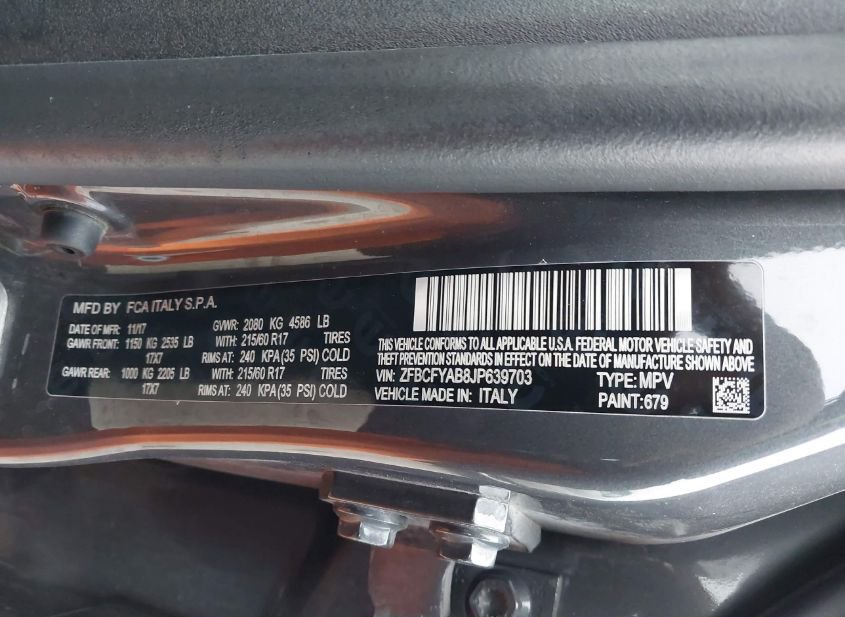 MFD BY FCA ITALY S.P.A.
DATE OF MFR: 11/17 GVWR: 2080 KG 4586 LB
GAWR FRONT: 1150 KG 2535 LB WITH: 215/60 R17 TIRES
17X7 RIMS AT: 240 KPA (35 PSI) COLD
GAWR REAR: 1000 KG 2205 LB WITH: 215/60 R17 TIRES
17X7 RIMS AT: 240 KPA (35 PSI) COLD
THIS VEHICLE CONFORMS TO ALL APPLICABLE U.S.A. FEDERAL MOTOR VEHICLE SAFETY AND
THEFT PREVENTION STANDARDS IN EFFECT ON THE DATE OF MANUFACTURE SHOWN ABOVE
VIN: ZFBCFYAB8JP639703 TYPE: MPV
VEHICLE MADE IN: ITALY PAINT: 679